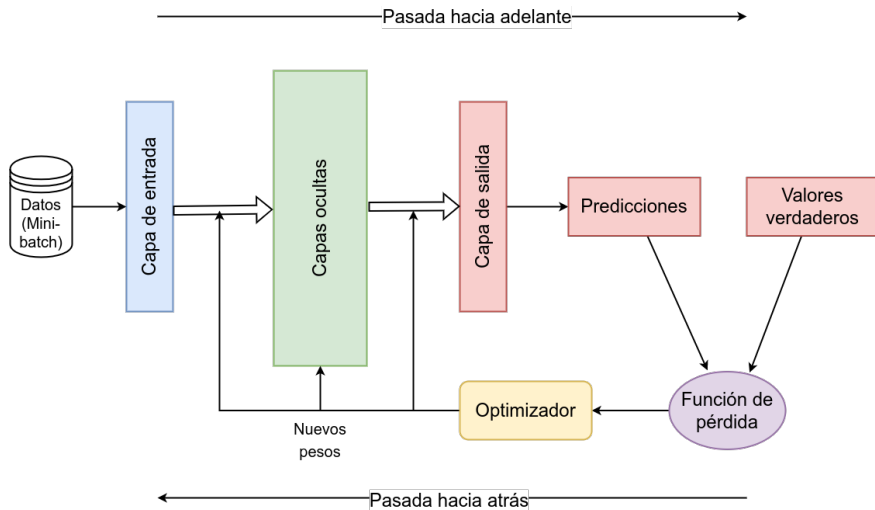 Pasada hacia adelante
Datos
(Mini-
batch)
Capa de entrada
Capas ocultas
Capa de salida
Predicciones
Valores
verdaderos
Función de
pérdida
Optimizador
Nuevos
pesos
Pasada hacia atrás